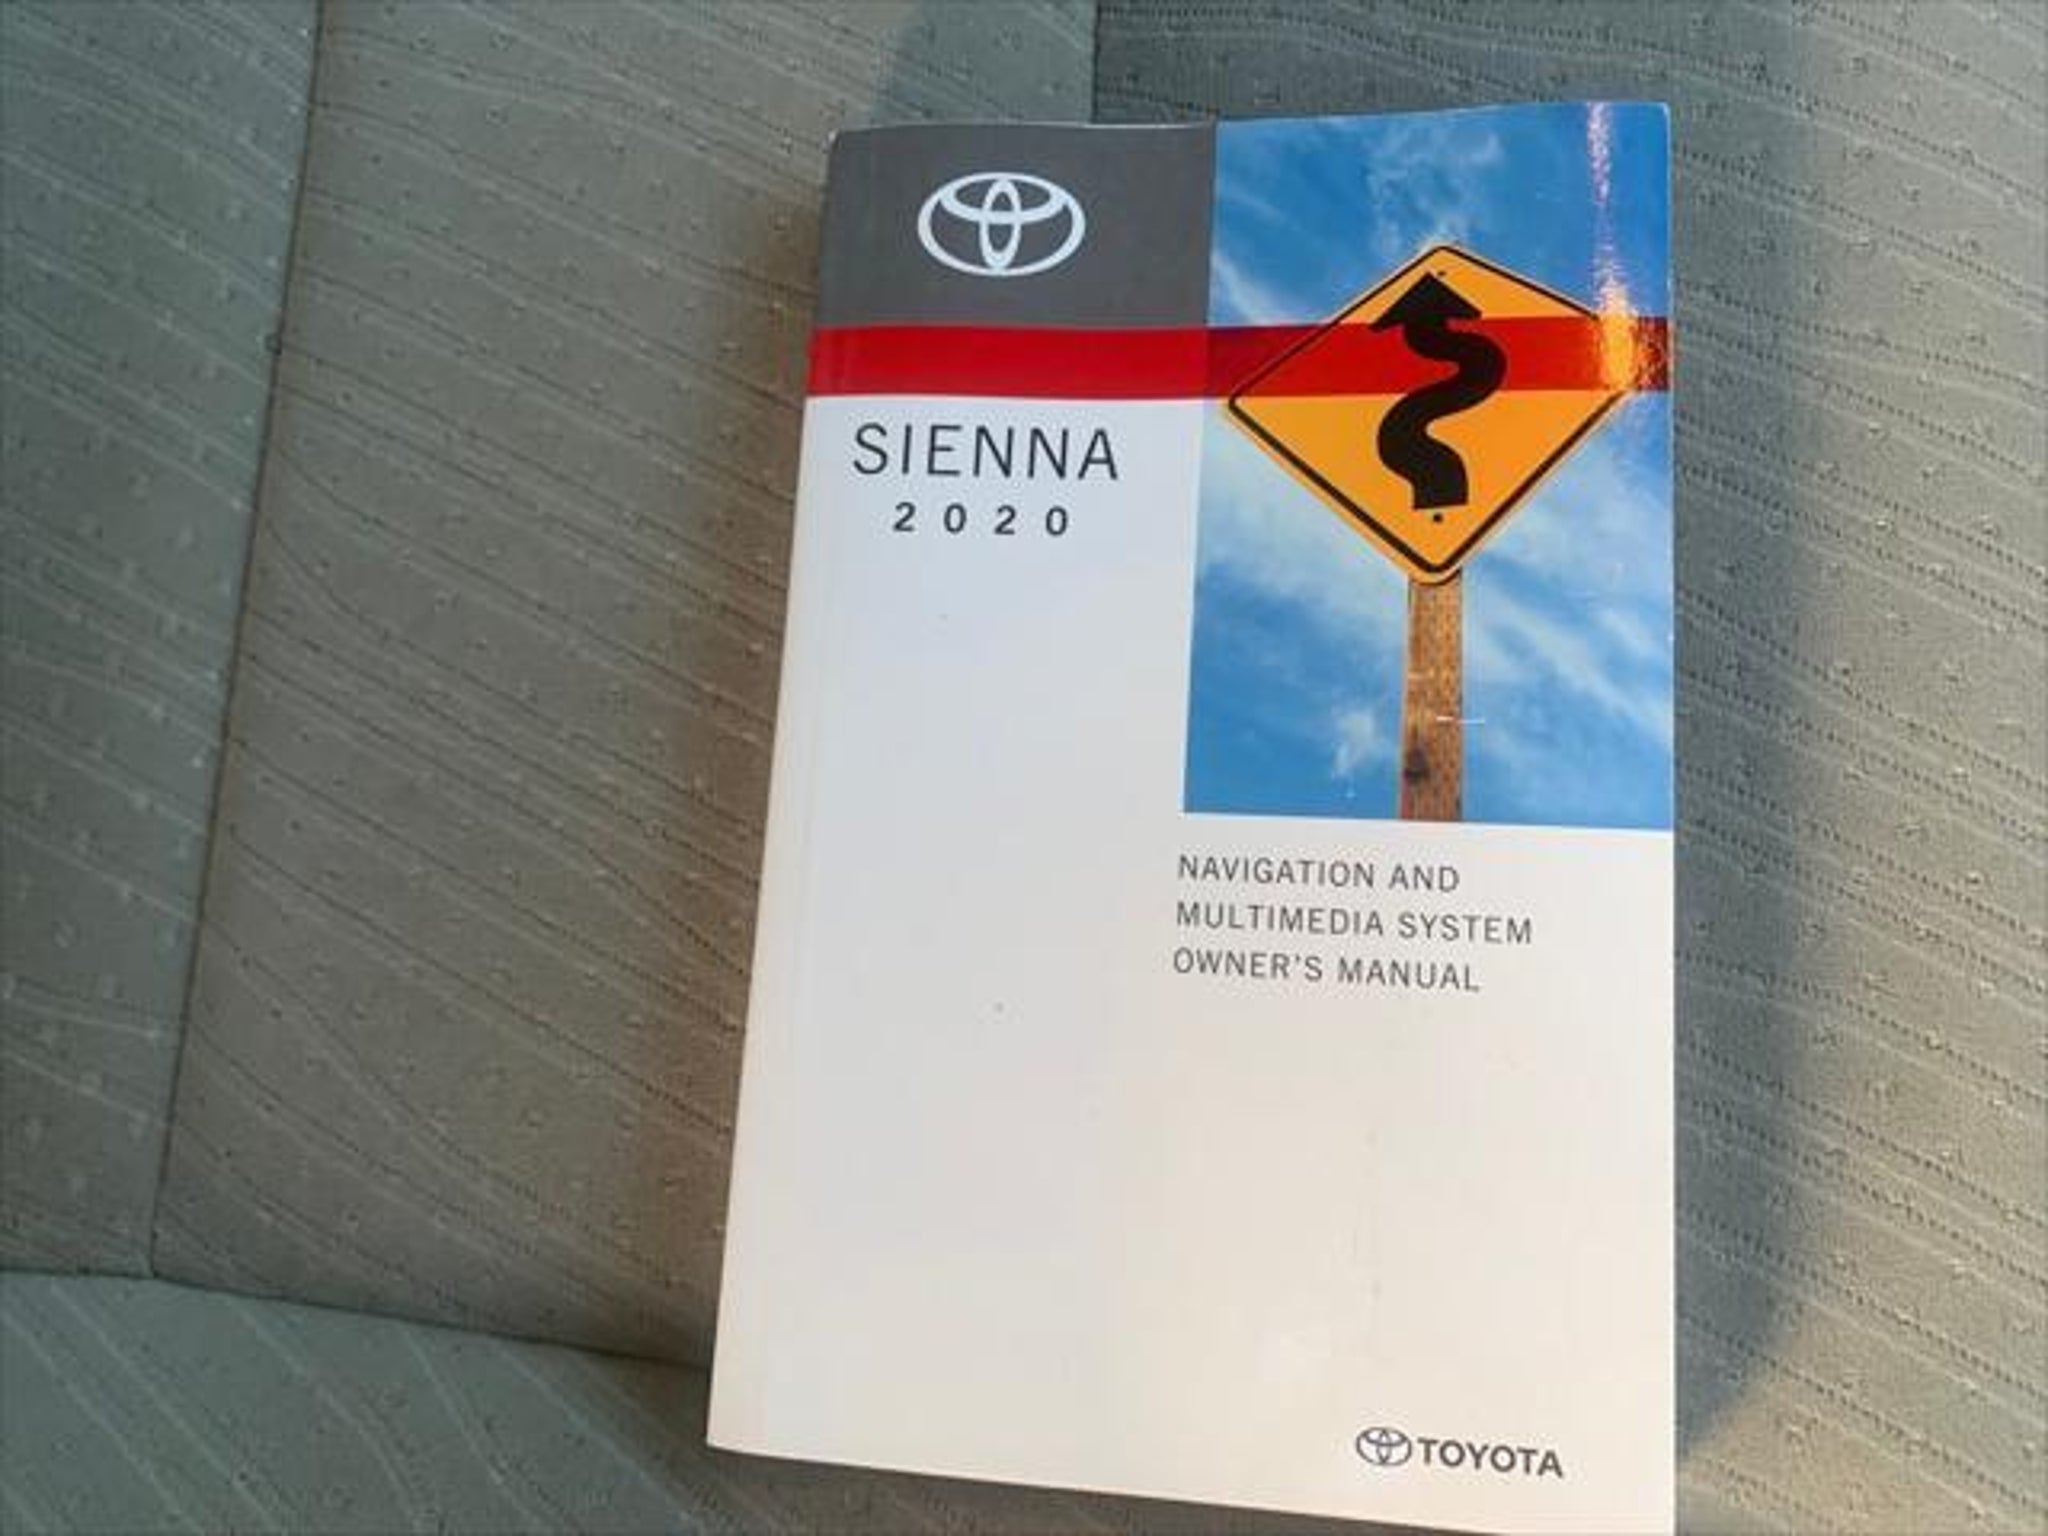 SIENNA
2020
NAVIGATION AND
MULTIMEDIA SYSTEM
OWNER'S MANUAL
TOYOTA